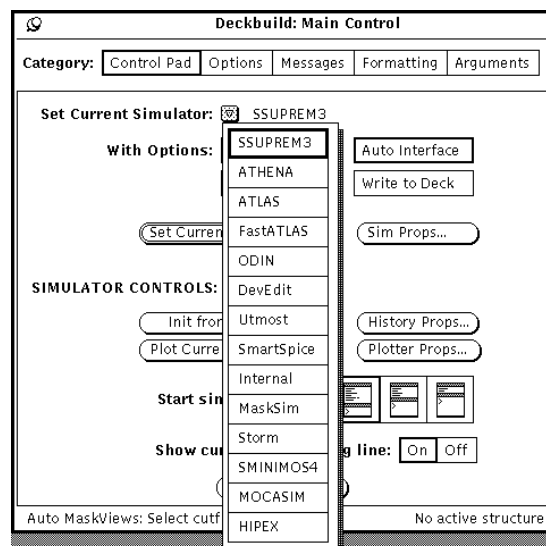 Deckbuild: Main Control
Category: Control Pad Options Messages Formatting Arguments
Set Current Simulator: SSUPREM3
With Options: Auto Interface
Write to Deck
SSUPREM3
ATHENA
ATLAS
FastATLAS
ODIN
DevEdit
Utmost
SmartSpice
Internal
MaskSim
Storm
SMINIMOS4
MOCASIM
HIPEX
Set Curren Sim Props...
SIMULATOR CONTROLS:
Init fron History Props...
Plot Curre Plotter Props...
Start sin
Show cur g line: On Off
Auto MaskViews: Select cutf No active structure